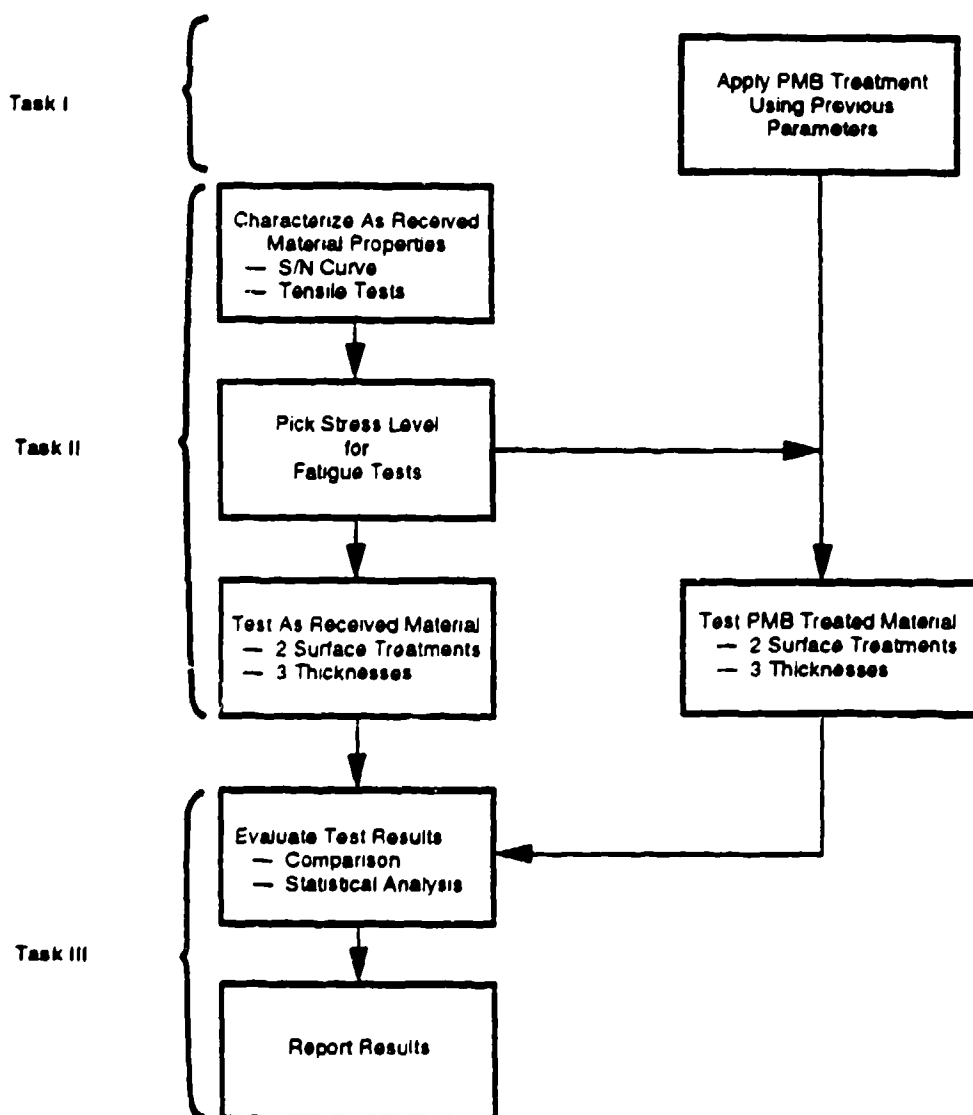 Task I
Apply PMB Treatment
Using Previous
Parameters
Task II
Characterize As Received
Material Properties
— S/N Curve
— Tensile Tests
Pick Stress Level
for
Fatigue Tests
Test As Received Material
— 2 Surface Treatments
— 3 Thicknesses
Test PMB Treated Material
— 2 Surface Treatments
— 3 Thicknesses
Task III
Evaluate Test Results
— Comparison
— Statistical Analysis
Report Results